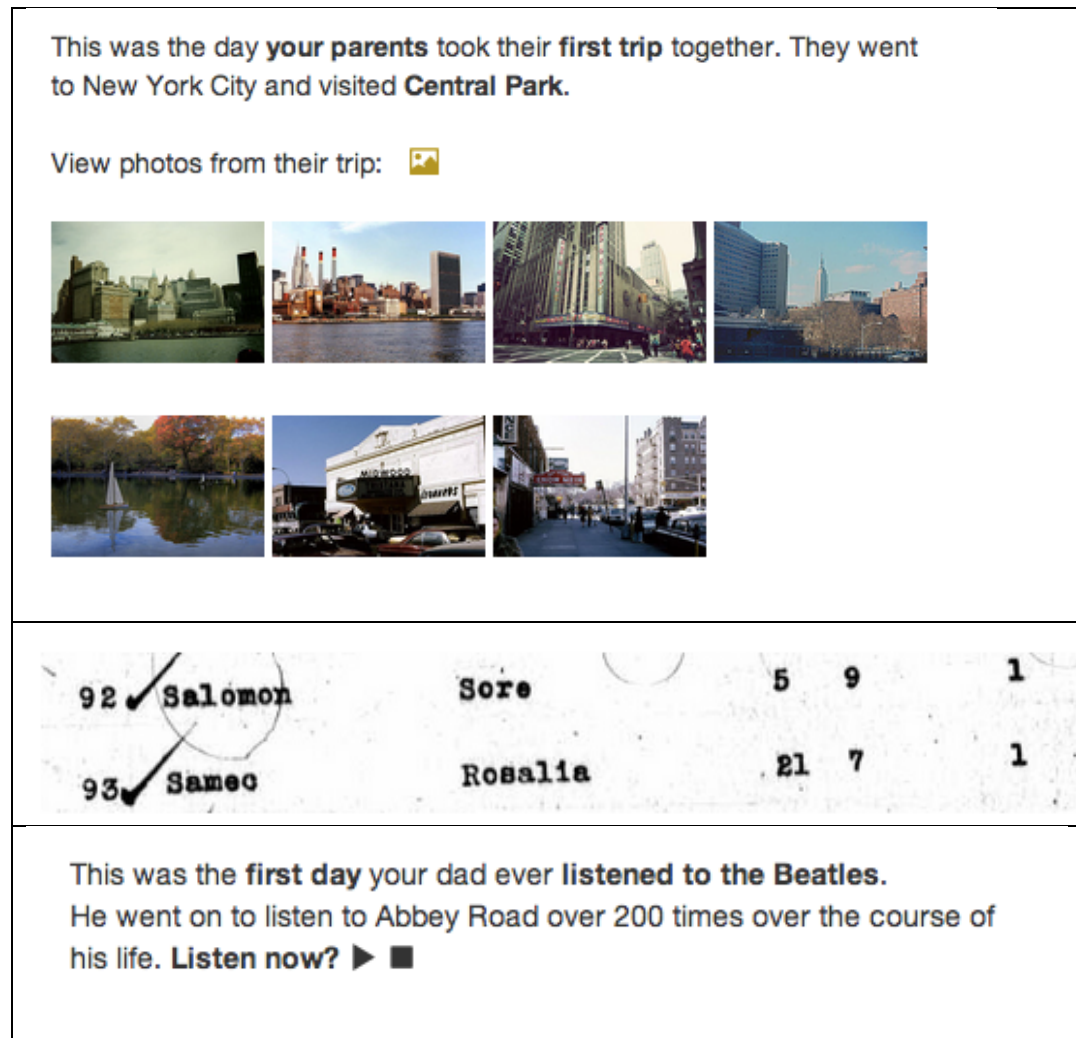 This was the day your parents took their first trip together. They went
to New York City and visited Central Park.
View photos from their trip:
MIDWOOD
92 Salomon Sore 5 9 1
93 Samec Rosalia 21 7 1
This was the first day your dad ever listened to the Beatles.
He went on to listen to Abbey Road over 200 times over the course of
his life. Listen now?